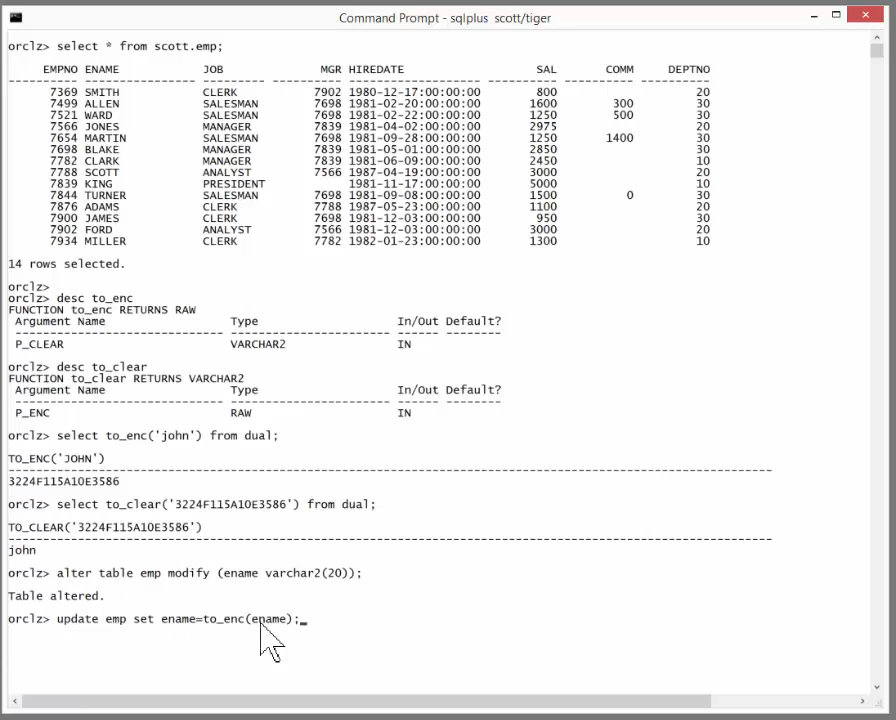 Command Prompt - sqlplus scott/tiger
orclz> select * from scott.emp;
EMPNO ENAME JOB MGR HIREDATE SAL COMM DEPTNO
---------- ---------- --------- ---------- ------------------- ---------- ---------- ----------
7369 SMITH CLERK 7902 1980-12-17:00:00:00 800 20
7499 ALLEN SALESMAN 7698 1981-02-20:00:00:00 1600 300 30
7521 WARD SALESMAN 7698 1981-02-22:00:00:00 1250 500 30
7566 JONES MANAGER 7839 1981-04-02:00:00:00 2975 20
7654 MARTIN SALESMAN 7698 1981-09-28:00:00:00 1250 1400 30
7698 BLAKE MANAGER 7839 1981-05-01:00:00:00 2850 30
7782 CLARK MANAGER 7839 1981-06-09:00:00:00 2450 10
7788 SCOTT ANALYST 7566 1987-04-19:00:00:00 3000 20
7839 KING PRESIDENT 1981-11-17:00:00:00 5000 10
7844 TURNER SALESMAN 7698 1981-09-08:00:00:00 1500 0 30
7876 ADAMS CLERK 7788 1987-05-23:00:00:00 1100 20
7900 JAMES CLERK 7698 1981-12-03:00:00:00 950 30
7902 FORD ANALYST 7566 1981-12-03:00:00:00 3000 20
7934 MILLER CLERK 7782 1982-01-23:00:00:00 1300 10
14 rows selected.
orclz>
orclz> desc to_enc
FUNCTION to_enc RETURNS RAW
Argument Name Type In/Out Default?
------------------------------ ----------------------- ------ --------
P_CLEAR VARCHAR2 IN
orclz> desc to_clear
FUNCTION to_clear RETURNS VARCHAR2
Argument Name Type In/Out Default?
------------------------------ ----------------------- ------ --------
P_ENC RAW IN
orclz> select to_enc('john') from dual;
TO_ENC('JOHN')
--------------------------------------------------------------------------------
3224F115A10E3586
orclz> select to_clear('3224F115A10E3586') from dual;
TO_CLEAR('3224F115A10E3586')
--------------------------------------------------------------------------------
john
orclz> alter table emp modify (ename varchar2(20));
Table altered.
orclz> update emp set ename=to_enc(ename);